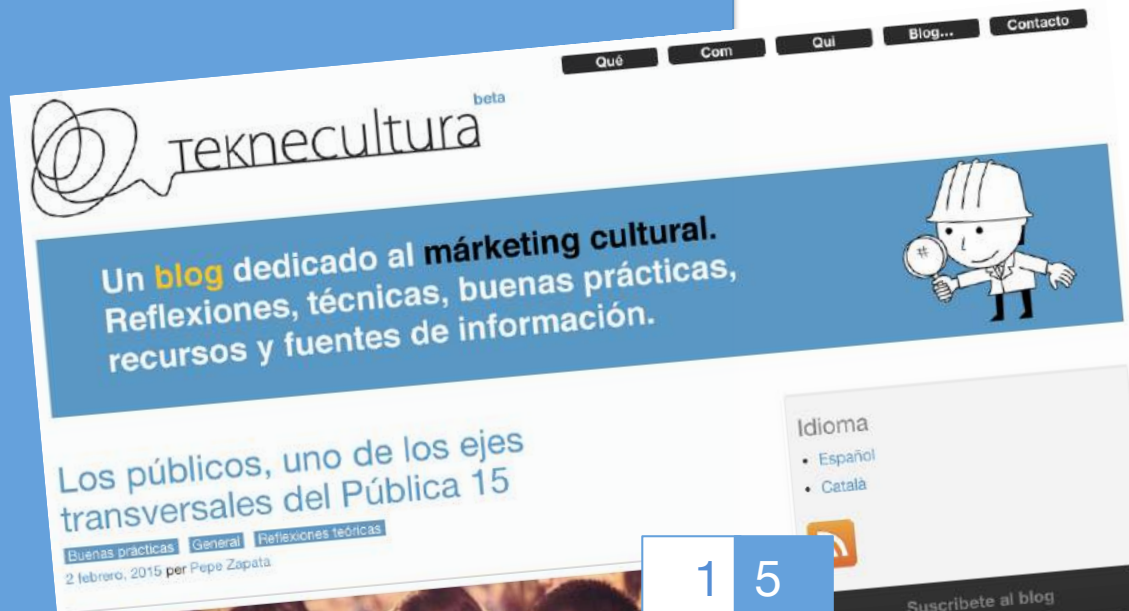 Qué Com Qui Blog... Contacto
Teknecultura beta
Un blog dedicado al márketing cultural.
Reflexiones, técnicas, buenas prácticas,
recursos y fuentes de información.
#
Los públicos, uno de los ejes
transversales del Pública 15
Buenas prácticas General Reflexiones teóricas
2 febrero, 2015 per Pepe Zapata
Idioma
• Español
• Català
1 5
Suscribete al blog